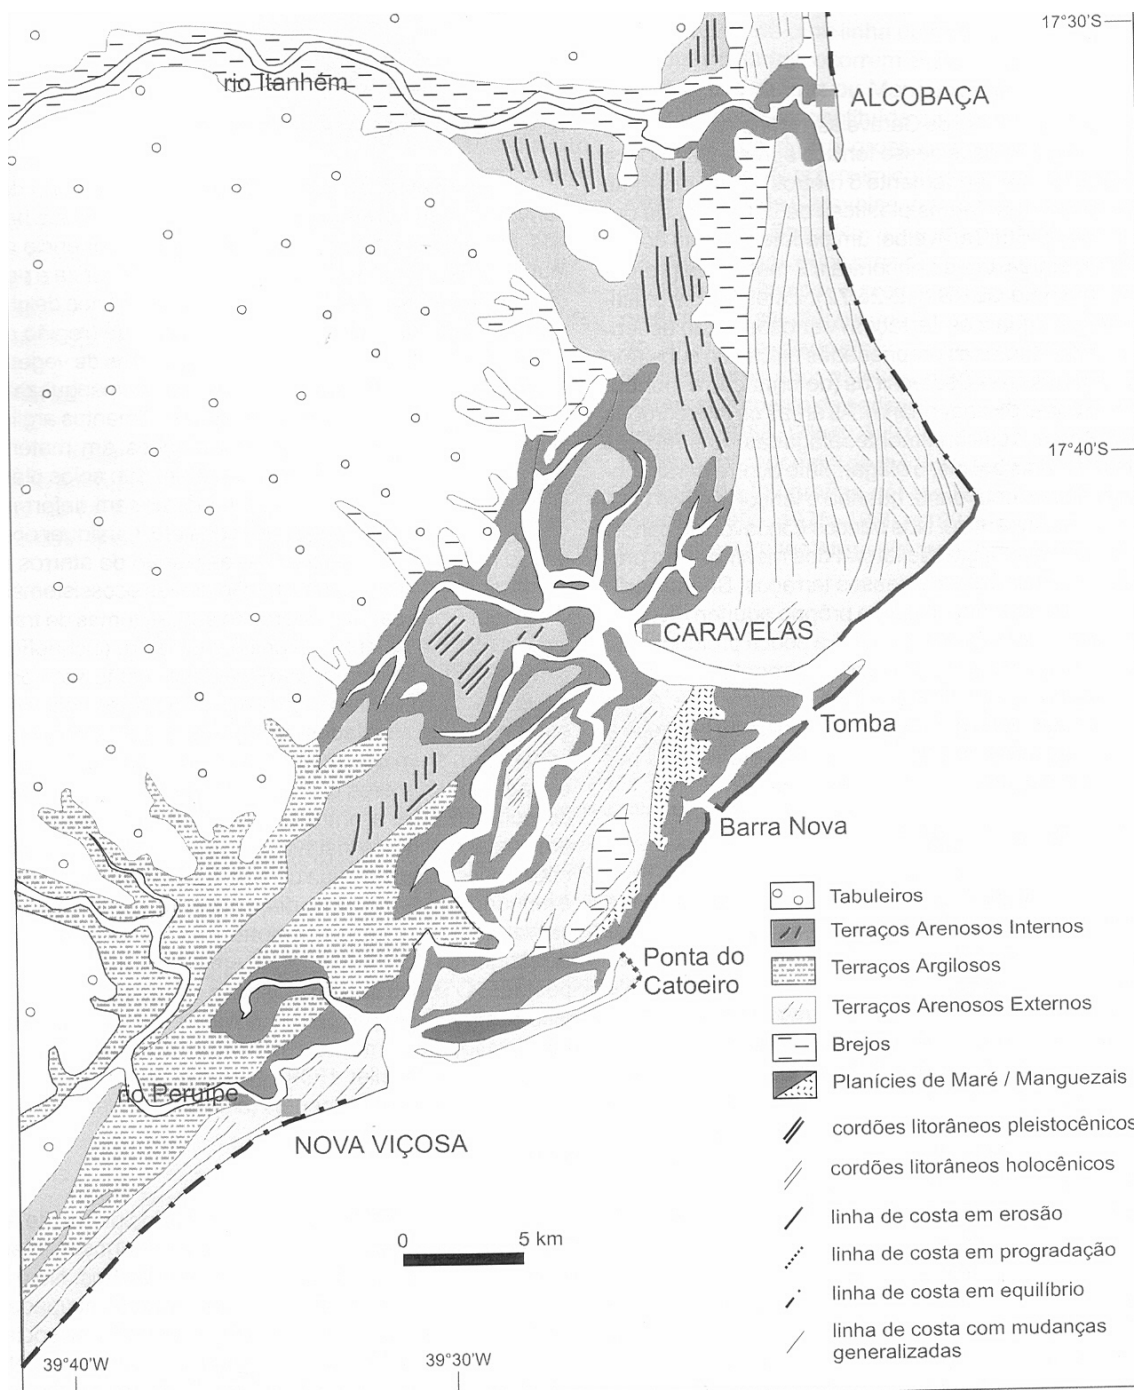 17°30'S
rio Itanhém
ALCOBAÇA
17°40'S
CARAVELAS
Tomba
Barra Nova
Ponta do
Catoeiro
rio Peruípe
NOVA VIÇOSA
0 5 km
39°40'W
39°30'W
Tabuleiros
Terraços Arenosos Internos
Terraços Argilosos
Terraços Arenosos Externos
Brejos
Planícies de Maré / Manguezais
cordões litorâneos pleistocênicos
cordões litorâneos holocênicos
linha de costa em erosão
linha de costa em progradação
linha de costa em equilíbrio
linha de costa com mudanças
generalizadas